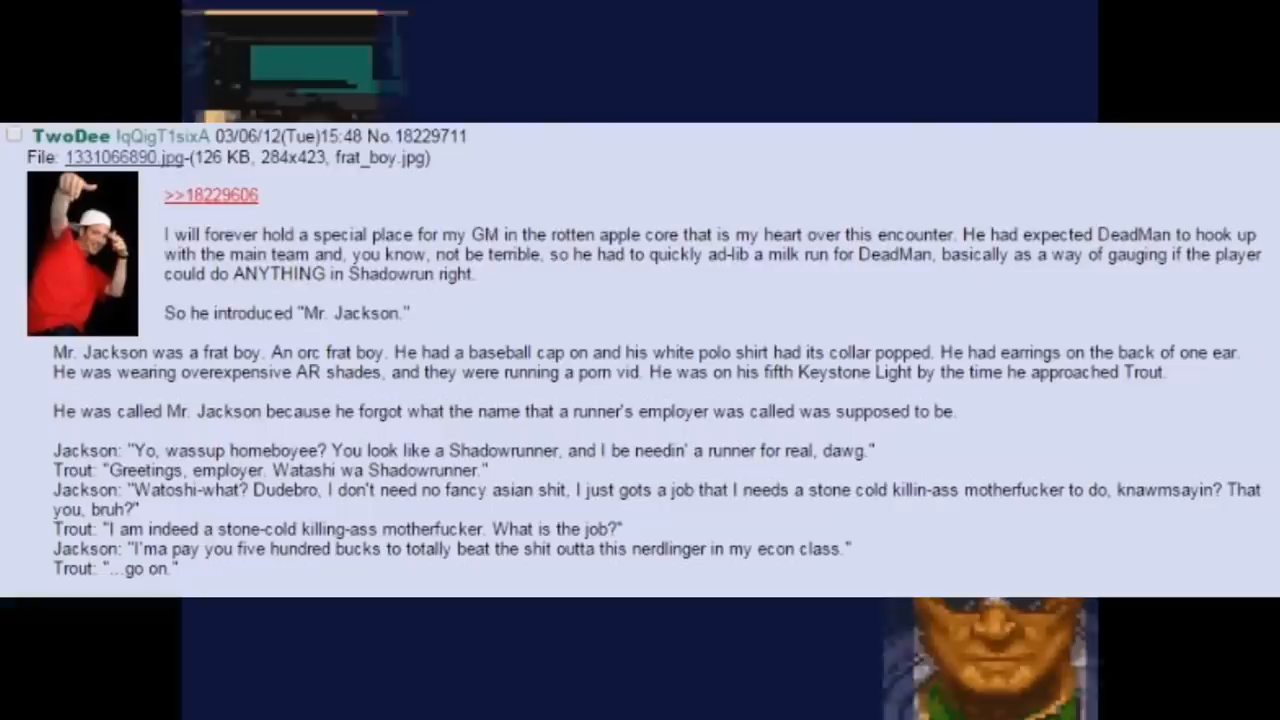 TwoDee IqQigT1sixA 03/06/12(Tue)15:48 No.18229711
File: 1331066890.jpg-(126 KB, 284x423, frat_boy.jpg)
>>18229606
I will forever hold a special place for my GM in the rotten apple core that is my heart over this encounter. He had expected DeadMan to hook up
with the main team and, you know, not be terrible, so he had to quickly ad-lib a milk run for DeadMan, basically as a way of gauging if the player
could do ANYTHING in Shadowrun right.
So he introduced "Mr. Jackson."
Mr. Jackson was a frat boy. An orc frat boy. He had a baseball cap on and his white polo shirt had its collar popped. He had earrings on the back of one ear.
He was wearing overexpensive AR shades, and they were running a porn vid. He was on his fifth Keystone Light by the time he approached Trout.
He was called Mr. Jackson because he forgot what the name that a runner's employer was called was supposed to be.
Jackson: "Yo, wassup homeboyee? You look like a Shadowrunner, and I be needin' a runner for real, dawg."
Trout: "Greetings, employer. Watashi wa Shadowrunner."
Jackson: "Watoshi-what? Dudebro, I don't need no fancy asian shit, I just gots a job that I needs a stone cold killin-ass motherfucker to do, knawmsayin? That
you, bruh?"
Trout: "I am indeed a stone-cold killing-ass motherfucker. What is the job?"
Jackson: "I'ma pay you five hundred bucks to totally beat the shit outta this nerdlinger in my econ class."
Trout: "...go on."